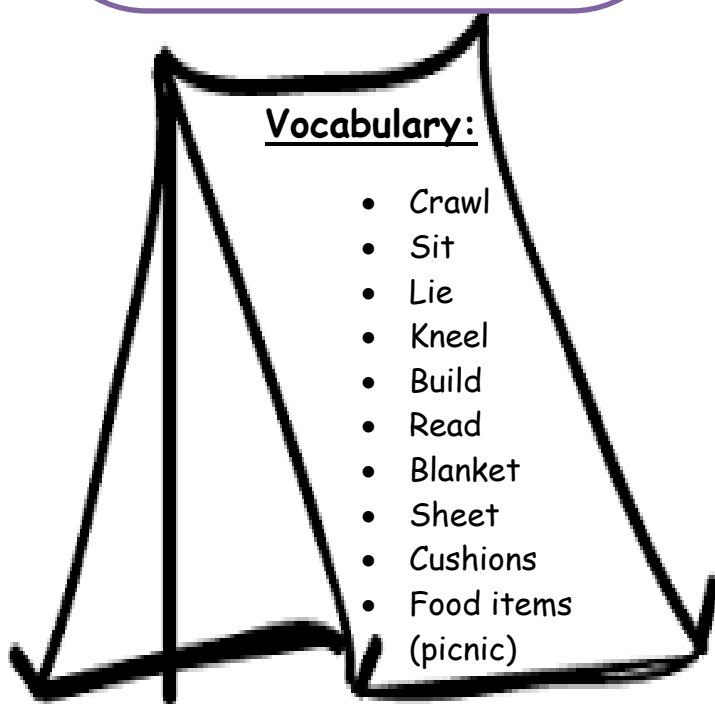 Vocabulary:
• Crawl
• Sit
• Lie
• Kneel
• Build
• Read
• Blanket
• Sheet
• Cushions
• Food items
(picnic)